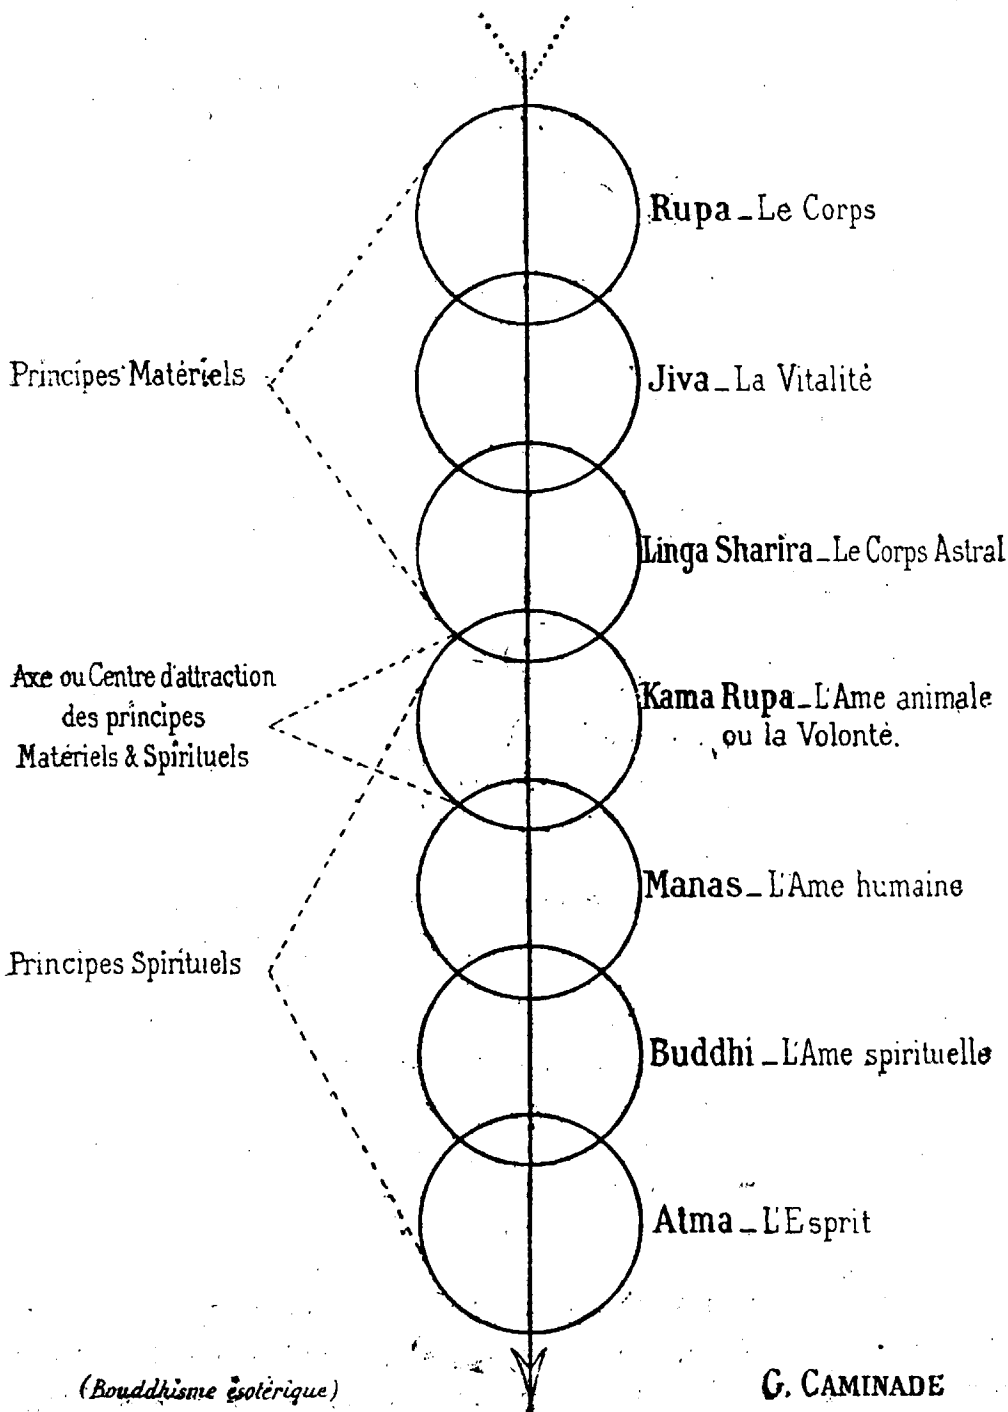 Rupa_Le Corps
Principes Matériels
Jiva_La Vitalité
Linga Sharira_Le Corps Astral
Axe ou Centre d'attraction
des principes
Matériels & Spirituels
Kama Rupa_L'Ame animale
ou la Volonté.
Manas_L'Ame humaine
Principes Spirituels
Buddhi_L'Ame spirituelle
Atma_L'Esprit
(Bouddhisme ésotérique)
G. CAMINADE